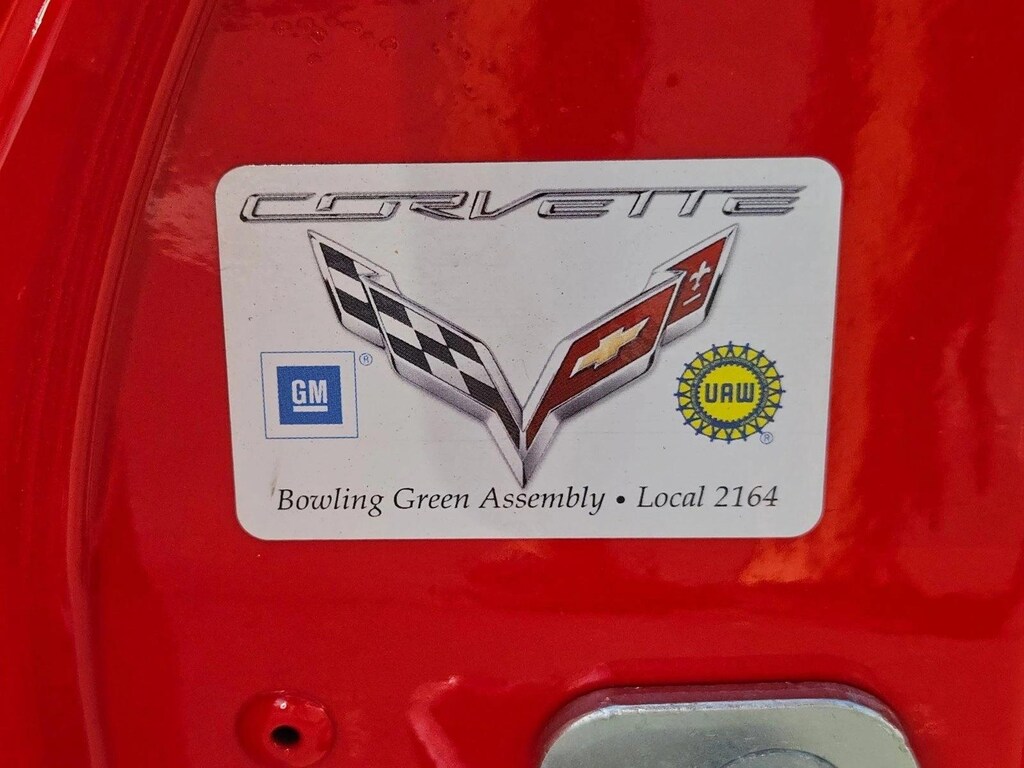 CORVETTE
GM ®
UAW ®
Bowling Green Assembly • Local 2164